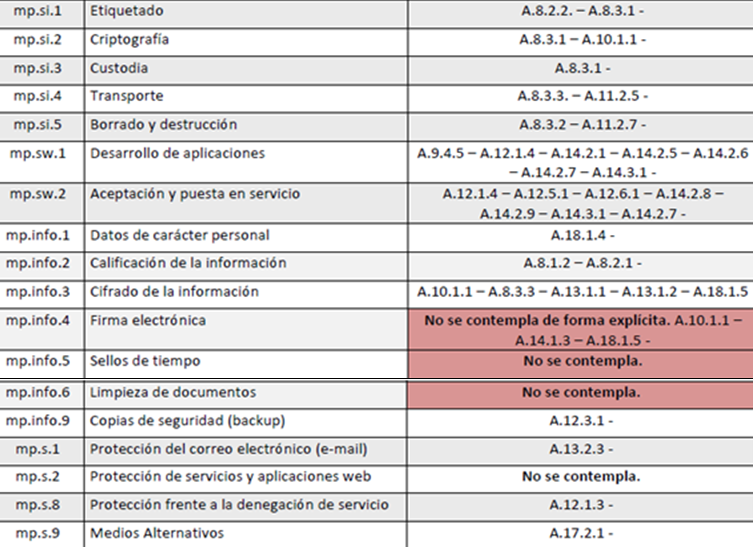 mp.si.1 Etiquetado A.8.2.2. – A.8.3.1 -
mp.si.2 Criptografía A.8.3.1 – A.10.1.1 -
mp.si.3 Custodia A.8.3.1 -
mp.si.4 Transporte A.8.3.3. – A.11.2.5 -
mp.si.5 Borrado y destrucción A.8.3.2 – A.11.2.7 -
mp.sw.1 Desarrollo de aplicaciones A.9.4.5 – A.12.1.4 – A.14.2.1 – A.14.2.5 – A.14.2.6
– A.14.2.7 – A.14.3.1 -
mp.sw.2 Aceptación y puesta en servicio A.12.1.4 – A.12.5.1 – A.12.6.1 – A.14.2.8 –
A.14.2.9 – A.14.3.1 – A.14.2.7 -
mp.info.1 Datos de carácter personal A.18.1.4 -
mp.info.2 Calificación de la información A.8.1.2 – A.8.2.1 -
mp.info.3 Cifrado de la información A.10.1.1 – A.8.3.3 – A.13.1.1 – A.13.1.2 – A.18.1.5
mp.info.4 Firma electrónica No se contempla de forma explícita. A.10.1.1 –
A.14.1.3 – A.18.1.5 -
mp.info.5 Sellos de tiempo No se contempla.
mp.info.6 Limpieza de documentos No se contempla.
mp.info.9 Copias de seguridad (backup) A.12.3.1 -
mp.s.1 Protección del correo electrónico (e-mail) A.13.2.3 -
mp.s.2 Protección de servicios y aplicaciones web No se contempla.
mp.s.8 Protección frente a la denegación de servicio A.12.1.3 -
mp.s.9 Medios Alternativos A.17.2.1 -